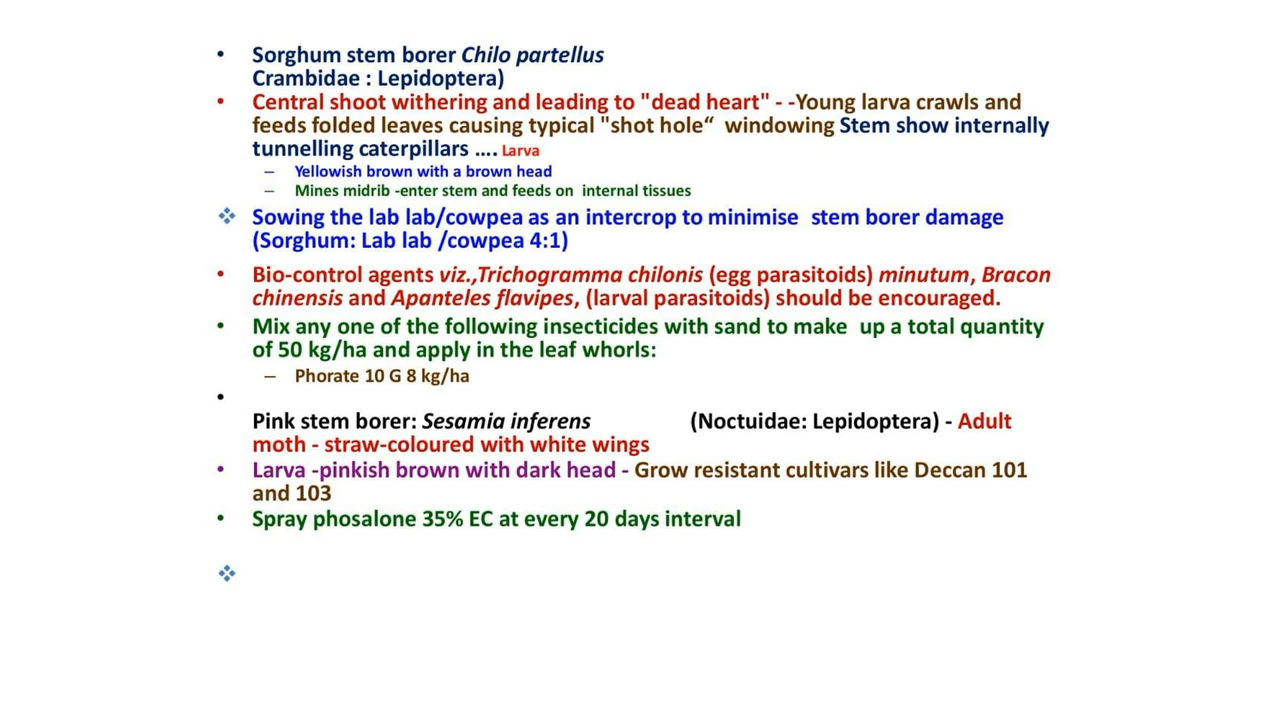 • Sorghum stem borer Chilo partellus
Crambidae : Lepidoptera)
• Central shoot withering and leading to "dead heart" - -Young larva crawls and
feeds folded leaves causing typical "shot hole“ windowing Stem show internally
tunnelling caterpillars .... Larva
– Yellowish brown with a brown head
– Mines midrib -enter stem and feeds on internal tissues
❖ Sowing the lab lab/cowpea as an intercrop to minimise stem borer damage
(Sorghum: Lab lab /cowpea 4:1)
• Bio-control agents viz.,Trichogramma chilonis (egg parasitoids) minutum, Bracon
chinensis and Apanteles flavipes, (larval parasitoids) should be encouraged.
• Mix any one of the following insecticides with sand to make up a total quantity
of 50 kg/ha and apply in the leaf whorls:
– Phorate 10 G 8 kg/ha
•
Pink stem borer: Sesamia inferens (Noctuidae: Lepidoptera) - Adult
moth - straw-coloured with white wings
• Larva -pinkish brown with dark head - Grow resistant cultivars like Deccan 101
and 103
• Spray phosalone 35% EC at every 20 days interval
❖